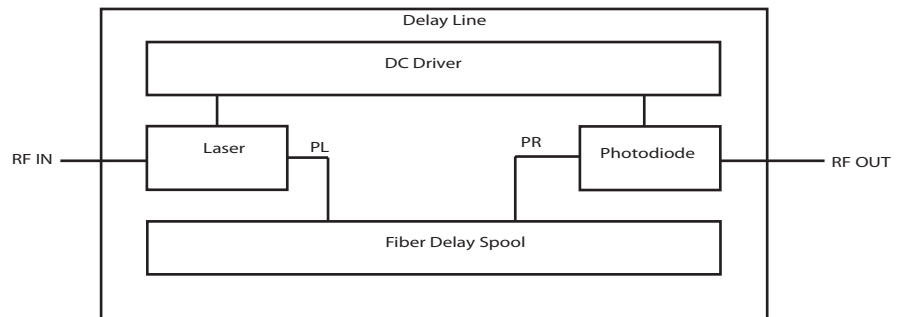 Delay Line
DC Driver
Laser
PL
PR
Photodiode
RF IN
RF OUT
Fiber Delay Spool